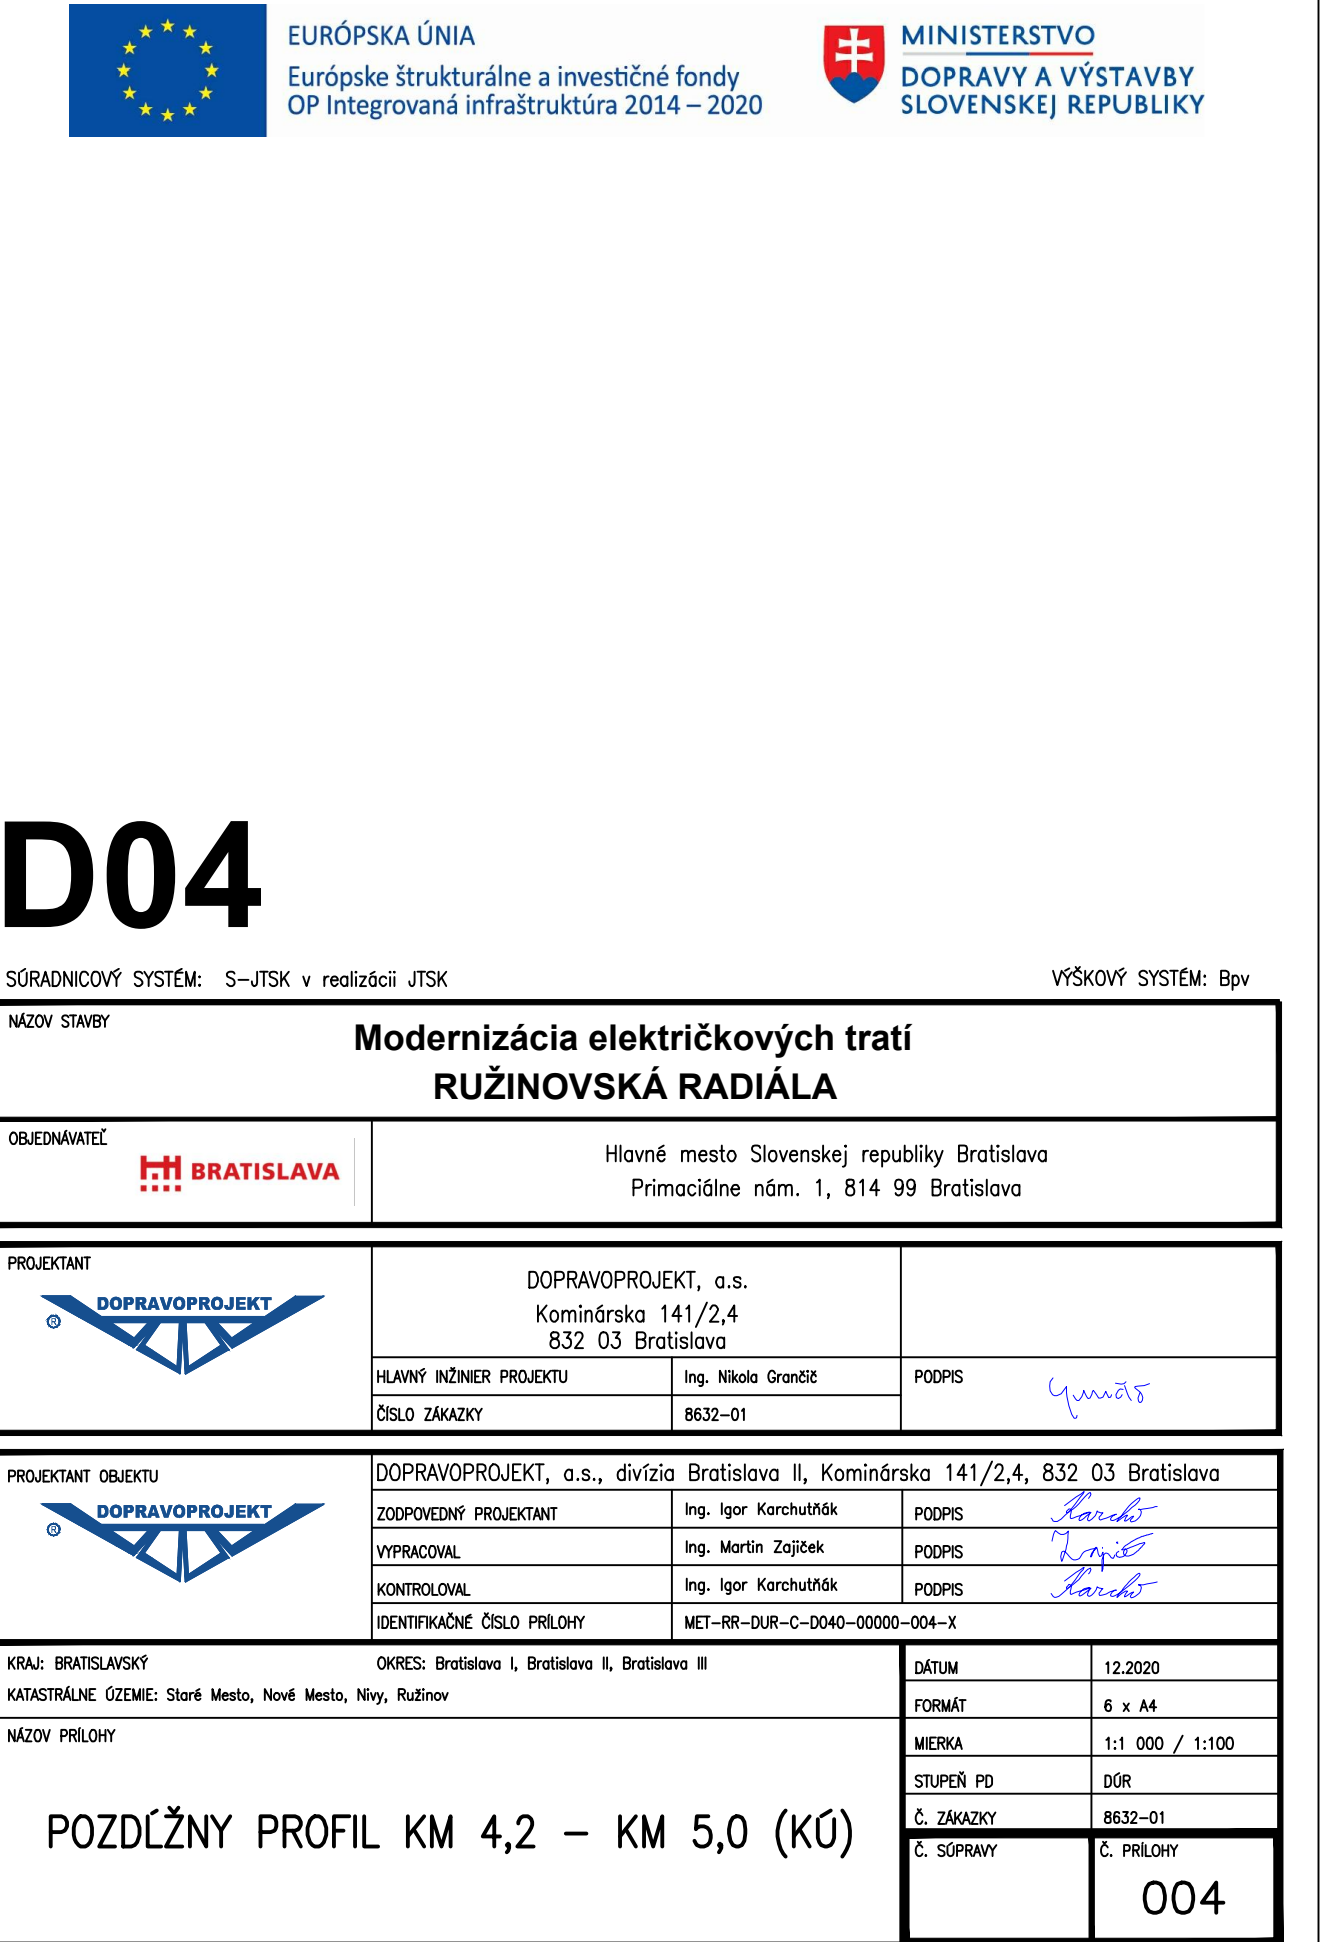 EURÓPSKA ÚNIA
Európske štrukturálne a investičné fondy
OP Integrovaná infraštruktúra 2014 – 2020
MINISTERSTVO
DOPRAVY A VÝSTAVBY
SLOVENSKEJ REPUBLIKY
D04
SÚRADNICOVÝ SYSTÉM: S-JTSK v realizácii JTSK
VÝŠKOVÝ SYSTÉM: Bpv
NÁZOV STAVBY
Modernizácia električkových tratí
RUŽINOVSKÁ RADIÁLA
OBJEDNÁVATEĽ
BRATISLAVA
Hlavné mesto Slovenskej republiky Bratislava
Primaciálne nám. 1, 814 99 Bratislava
PROJEKTANT
DOPRAVOPROJEKT
®
DOPRAVOPROJEKT, a.s.
Kominárska 141/2,4
832 03 Bratislava
HLAVNÝ INŽINIER PROJEKTU
Ing. Nikola Grančič
PODPIS
ČÍSLO ZÁKAZKY
8632-01
PROJEKTANT OBJEKTU
DOPRAVOPROJEKT
®
DOPRAVOPROJEKT, a.s., divízia Bratislava II, Kominárska 141/2,4, 832 03 Bratislava
ZODPOVEDNÝ PROJEKTANT
Ing. Igor Karchutňák
PODPIS
VYPRACOVAL
Ing. Martin Zajiček
PODPIS
KONTROLOVAL
Ing. Igor Karchutňák
PODPIS
IDENTIFIKAČNÉ ČÍSLO PRÍLOHY
MET-RR-DUR-C-D040-00000-004-X
KRAJ: BRATISLAVSKÝ
OKRES: Bratislava I, Bratislava II, Bratislava III
KATASTRÁLNE ÚZEMIE: Staré Mesto, Nové Mesto, Nivy, Ružinov
DÁTUM
12.2020
FORMÁT
6 x A4
NÁZOV PRÍLOHY
MIERKA
1:1 000 / 1:100
STUPEŇ PD
DÚR
POZDĹŽNY PROFIL KM 4,2 – KM 5,0 (KÚ)
Č. ZÁKAZKY
8632-01
Č. SÚPRAVY
Č. PRÍLOHY
004